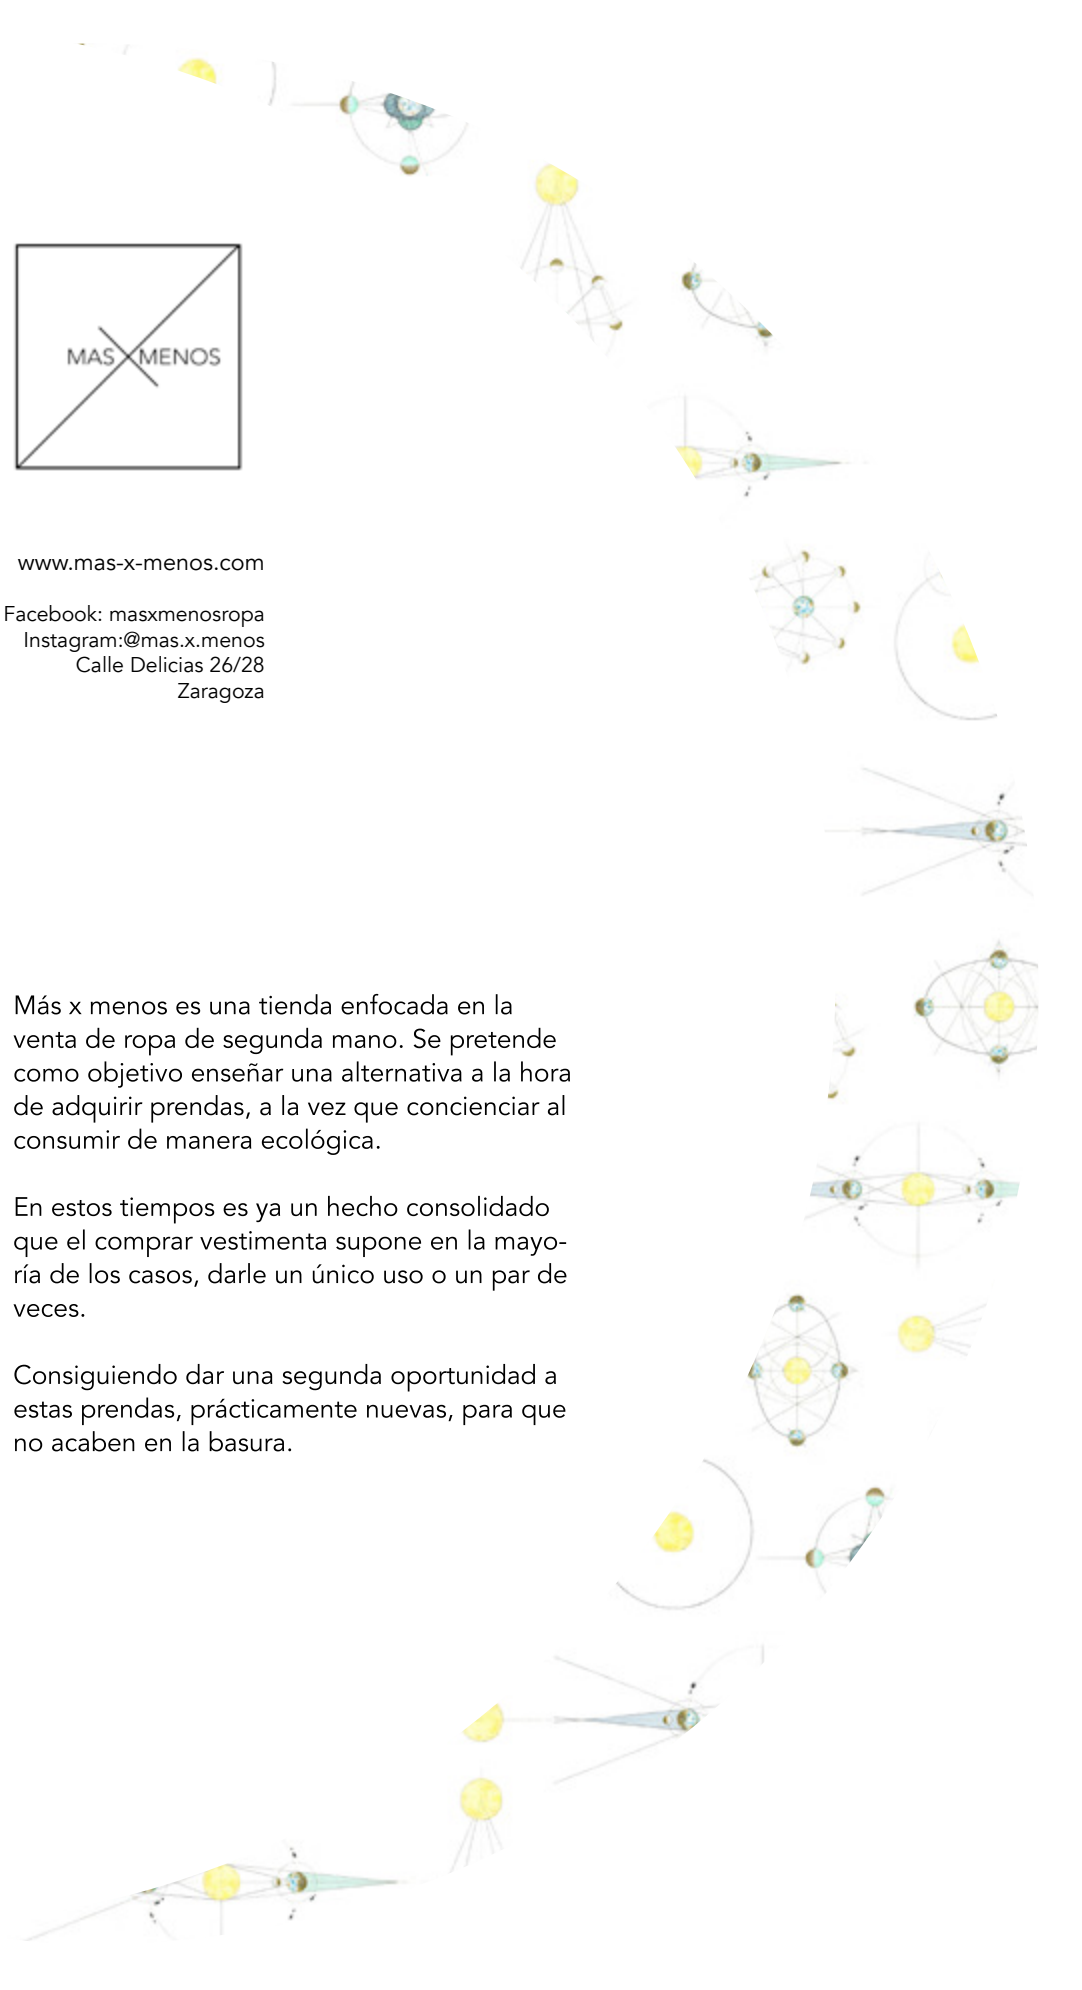 MAS X MENOS
www.mas-x-menos.com
Facebook: masxmenosropa
Instagram:@mas.x.menos
Calle Delicias 26/28
Zaragoza
Más x menos es una tienda enfocada en la
venta de ropa de segunda mano. Se pretende
como objetivo enseñar una alternativa a la hora
de adquirir prendas, a la vez que concienciar al
consumir de manera ecológica.
En estos tiempos es ya un hecho consolidado
que el comprar vestimenta supone en la mayo-
ría de los casos, darle un único uso o un par de
veces.
Consiguiendo dar una segunda oportunidad a
estas prendas, prácticamente nuevas, para que
no acaben en la basura.